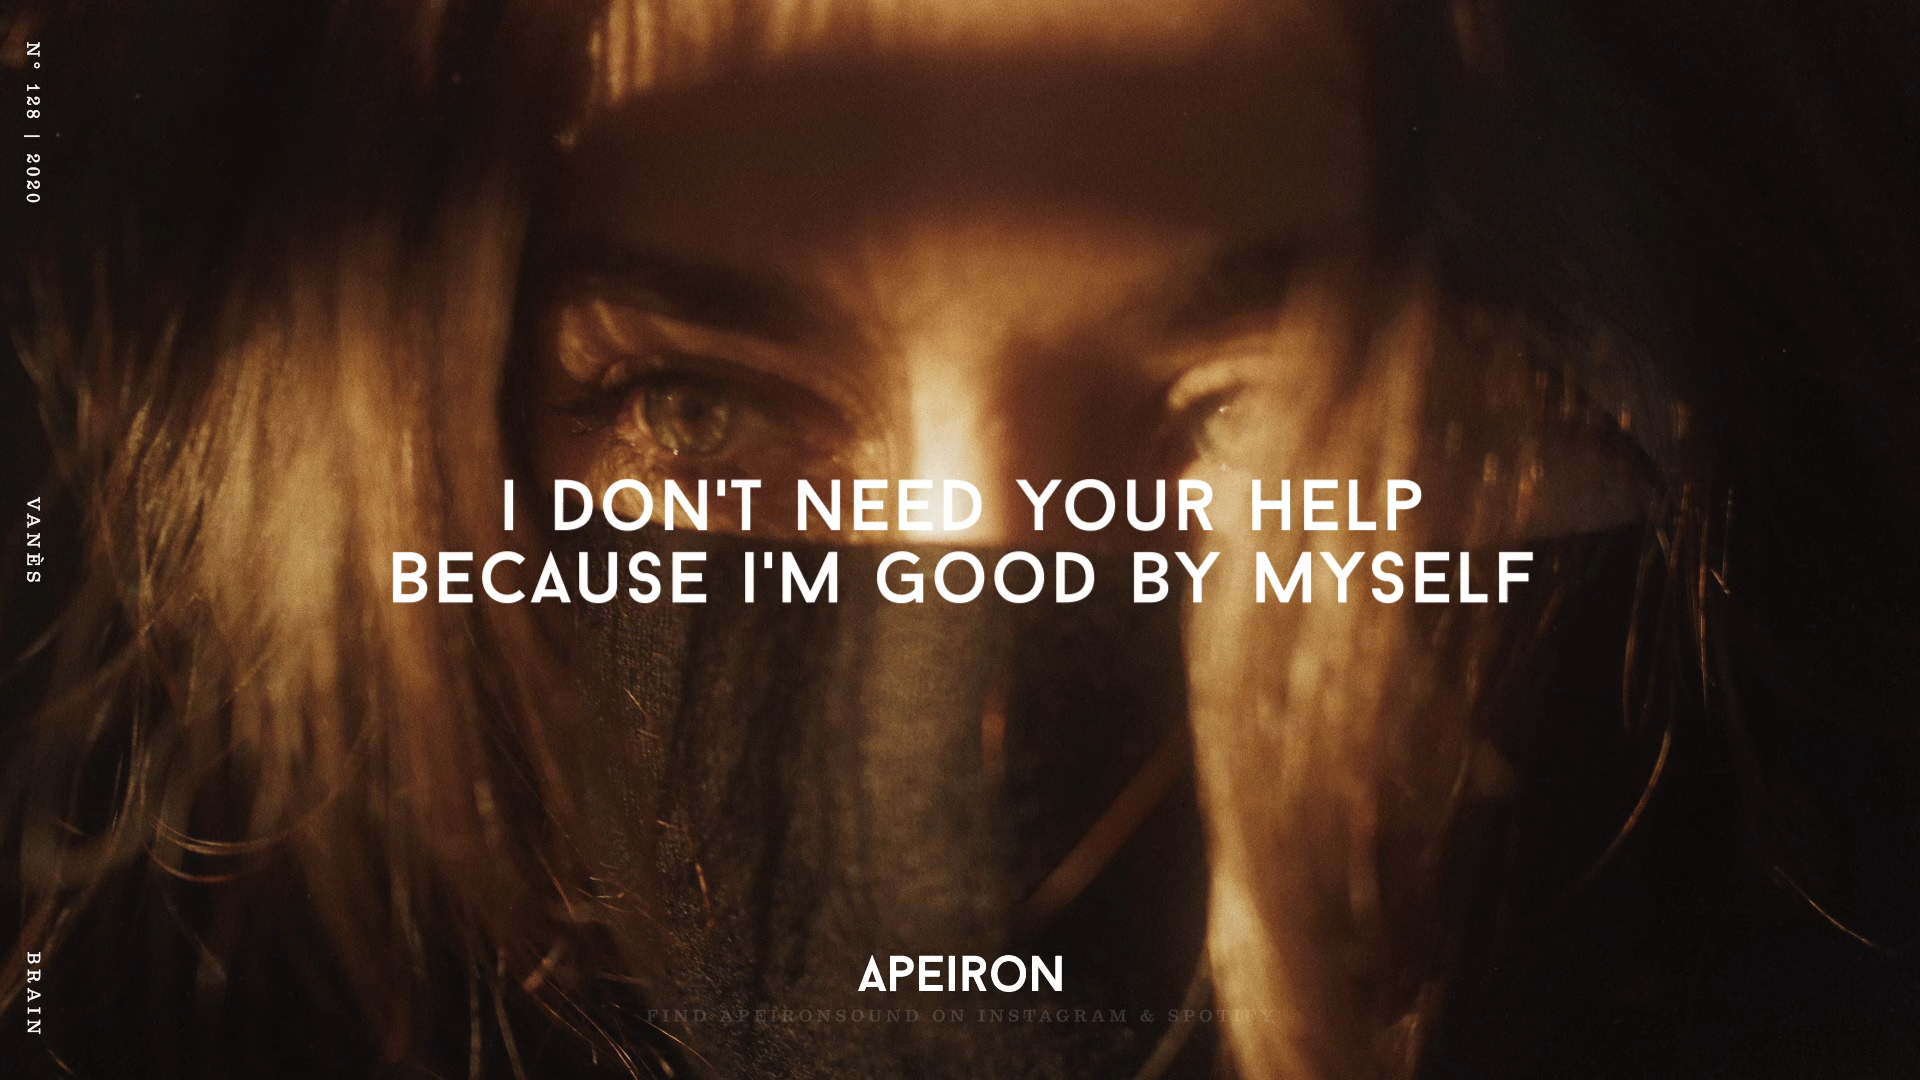 N° 128 | 2020
VANÈS
BRAIN
I DON'T NEED YOUR HELP
BECAUSE I'M GOOD BY MYSELF
APEIRON
FIND APEIRONSOUND ON INSTAGRAM & SPOTIFY